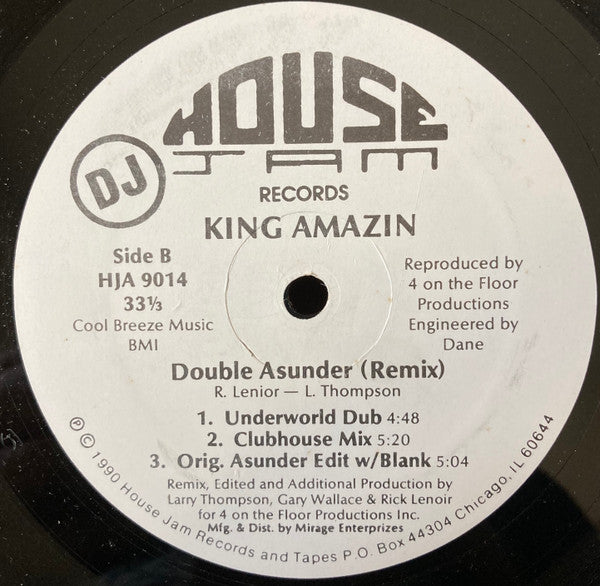 HOUSE
JAM
DJ
RECORDS
KING AMAZIN
Side B
HJA 9014
33⅓
Cool Breeze Music
BMI
Reproduced by
4 on the Floor
Productions
Engineered by
Dane
Double Asunder (Remix)
R. Lenior — L. Thompson
1. Underworld Dub 4:48
2. Clubhouse Mix 5:20
3. Orig. Asunder Edit w/Blank 5:04
Remix, Edited and Additional Production by
Larry Thompson, Gary Wallace & Rick Lenoir
for 4 on the Floor Productions Inc.
Mfg. & Dist. by Mirage Enterprizes
℗ © 1990 House Jam Records and Tapes P.O. Box 44304 Chicago, IL 60644